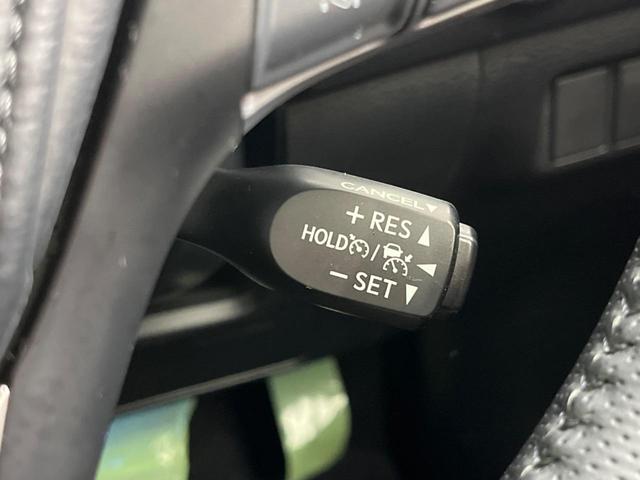 CANCEL▼
+ RES ▲
HOLD / ◀
− SET ▼